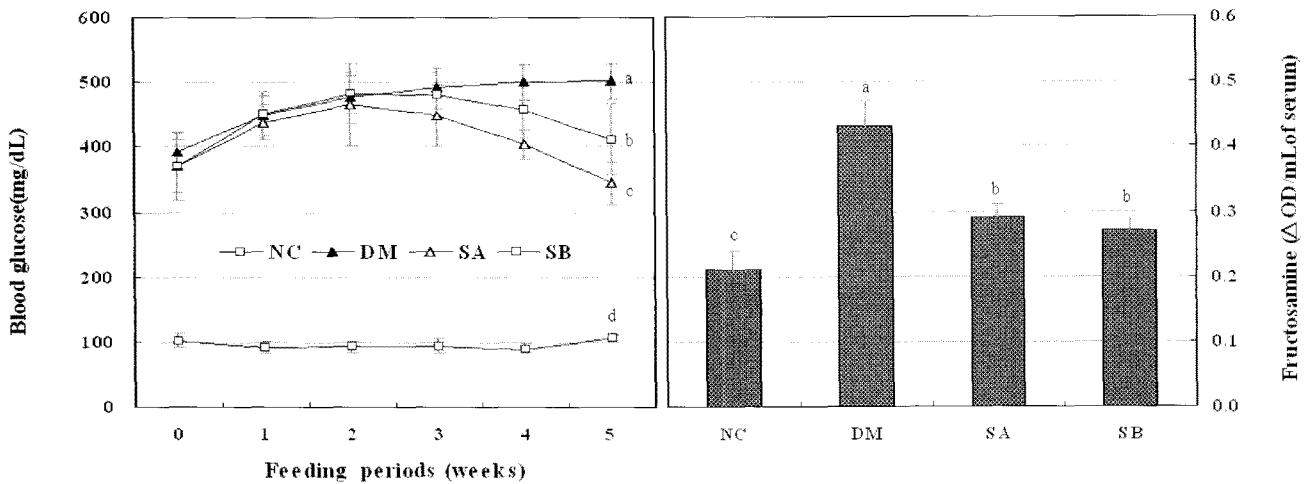 600
500
400
300
200
100
0
Blood glucose(mg/dL)
a
b
c
NC DM SA SB
d
0 1 2 3 4 5
Feeding periods (weeks)
c
a
b
b
NC DM SA SB
0.6
0.5
0.4
0.3
0.2
0.1
0.0
Fructosamine (△OD/mLof serum)